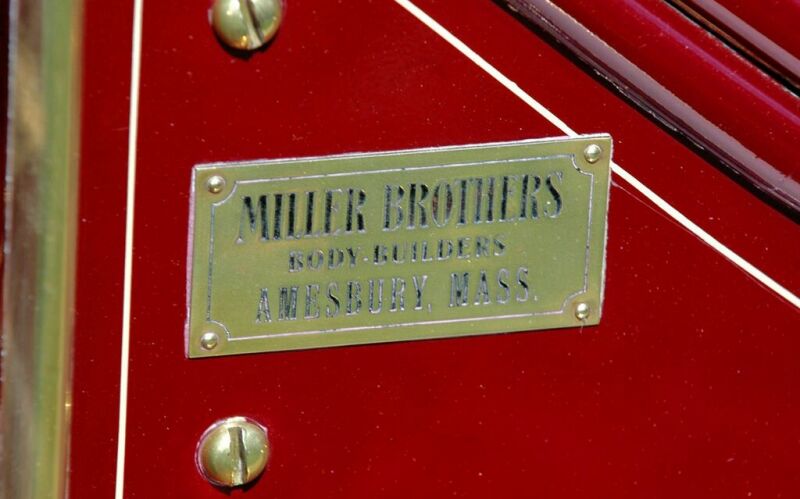 MILLER BROTHERS
BODY-BUILDERS
AMESBURY, MASS.